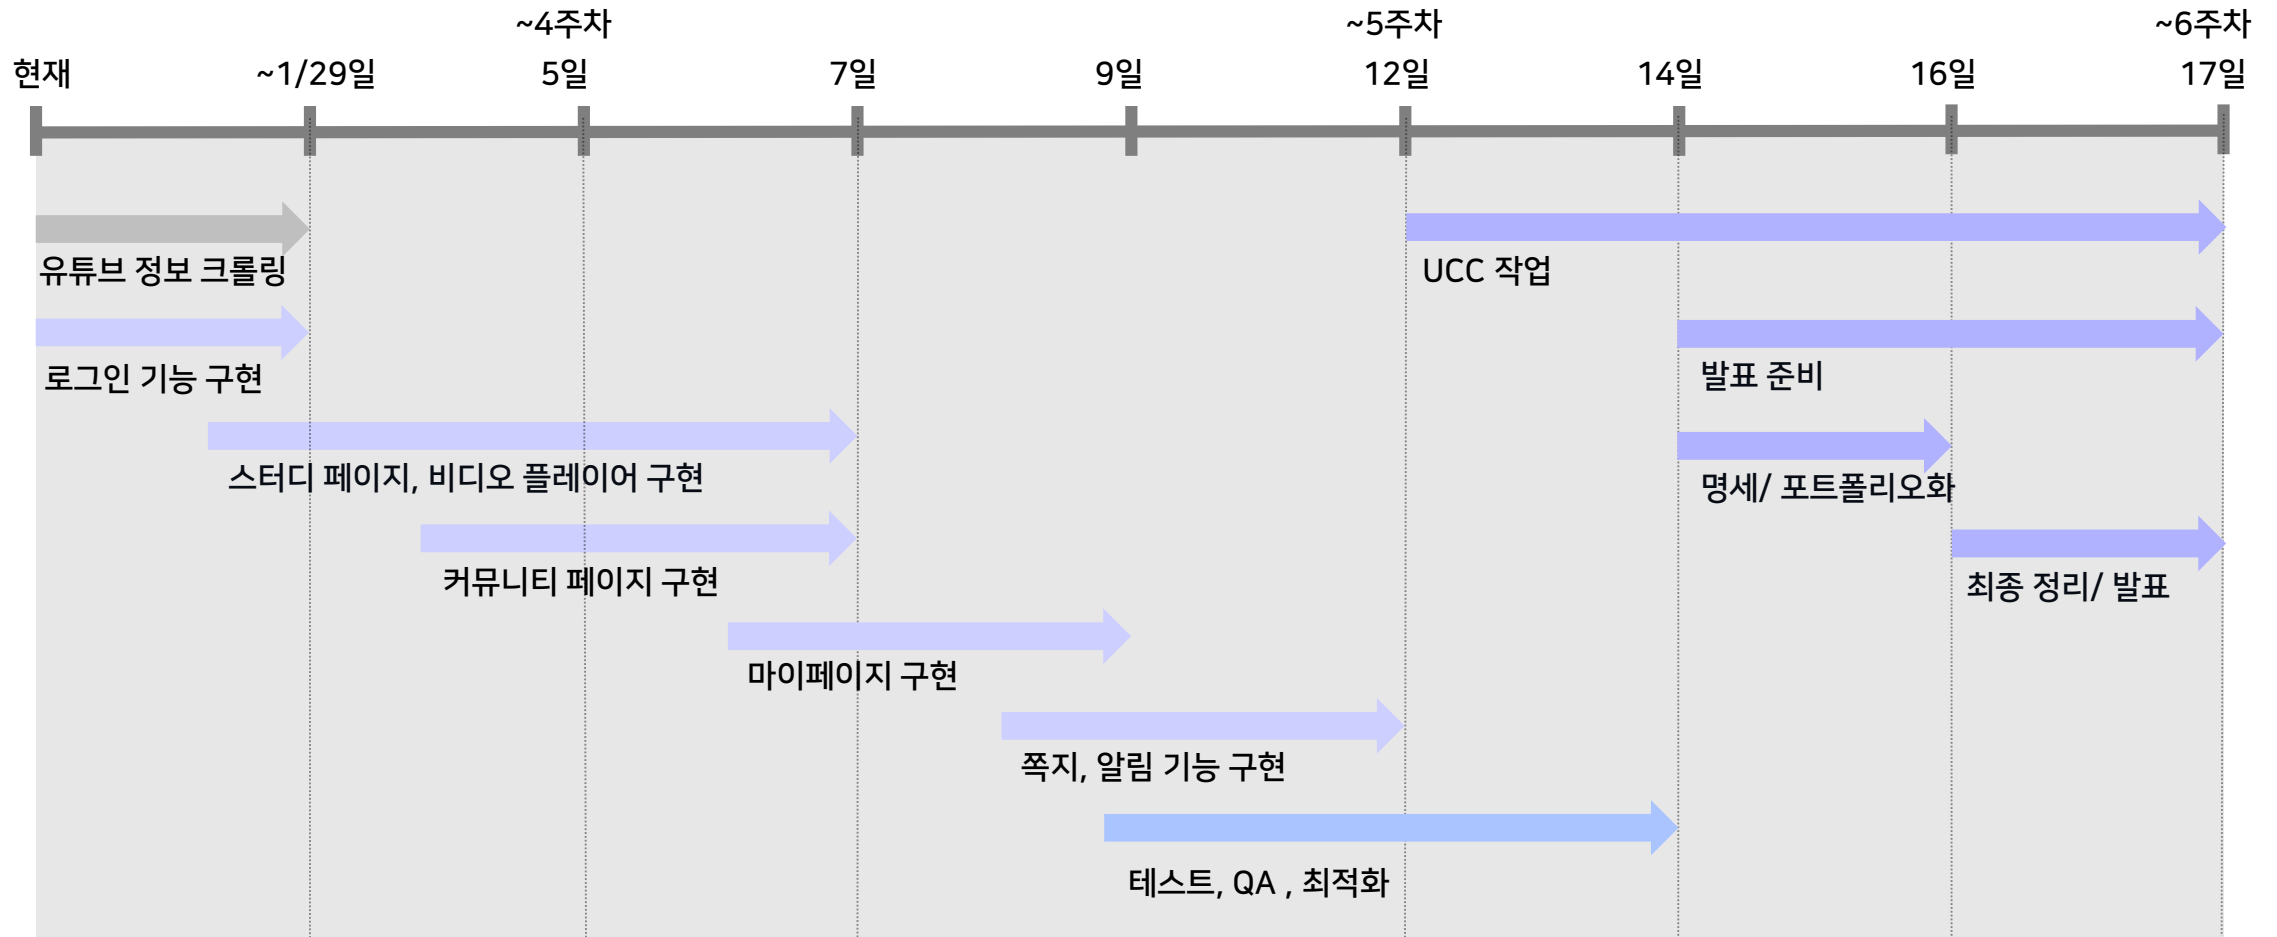 ~4주차 ~5주차 ~6주차
현재 ~1/29일 5일 7일 9일 12일 14일 16일 17일
유튜브 정보 크롤링 UCC 작업
로그인 기능 구현 발표 준비
스터디 페이지, 비디오 플레이어 구현 명세/ 포트폴리오화
커뮤니티 페이지 구현 최종 정리/ 발표
마이페이지 구현
쪽지, 알림 기능 구현
테스트, QA , 최적화